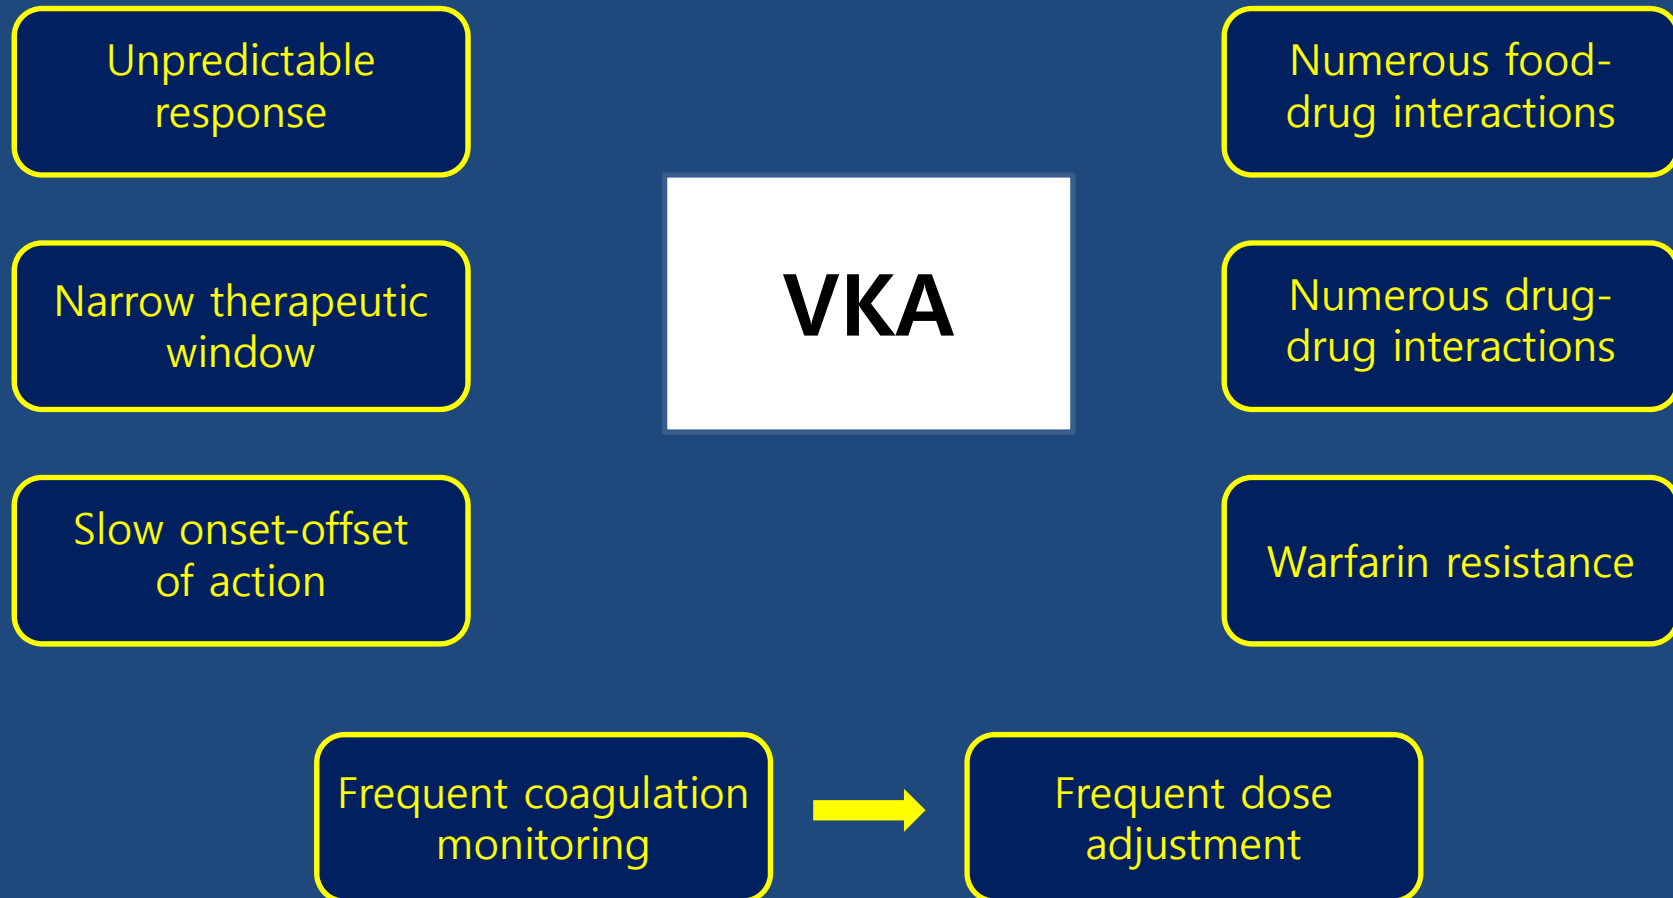 Unpredictable
response
Numerous food-
drug interactions
VKA
Narrow therapeutic
window
Numerous drug-
drug interactions
Slow onset-offset
of action
Warfarin resistance
Frequent coagulation
monitoring
Frequent dose
adjustment